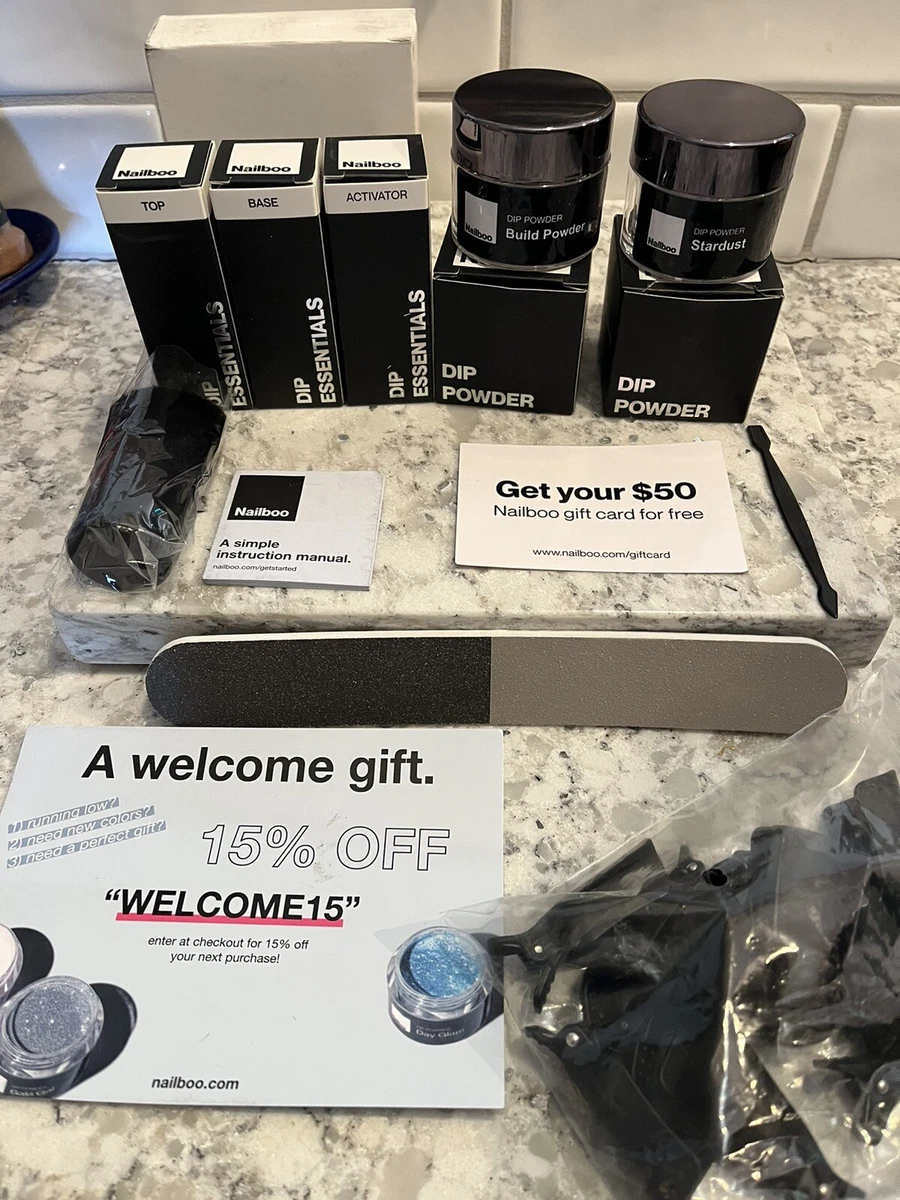 Nailboo
TOP
DIP
ESSENTIALS
Nailboo
BASE
DIP
ESSENTIALS
Nailboo
ACTIVATOR
DIP
ESSENTIALS
Nailboo
DIP POWDER
Build Powder
DIP
POWDER
Nailboo
DIP POWDER
Stardust
DIP
POWDER
Nailboo
A simple
instruction manual.
nailboo.com/getstarted
Get your $50
Nailboo gift card for free
www.nailboo.com/giftcard
A welcome gift.
1) running low?
2) need new colors?
3) need a perfect gift?
15% OFF
“WELCOME15”
enter at checkout for 15% off
your next purchase!
Day Glam
nailboo.com